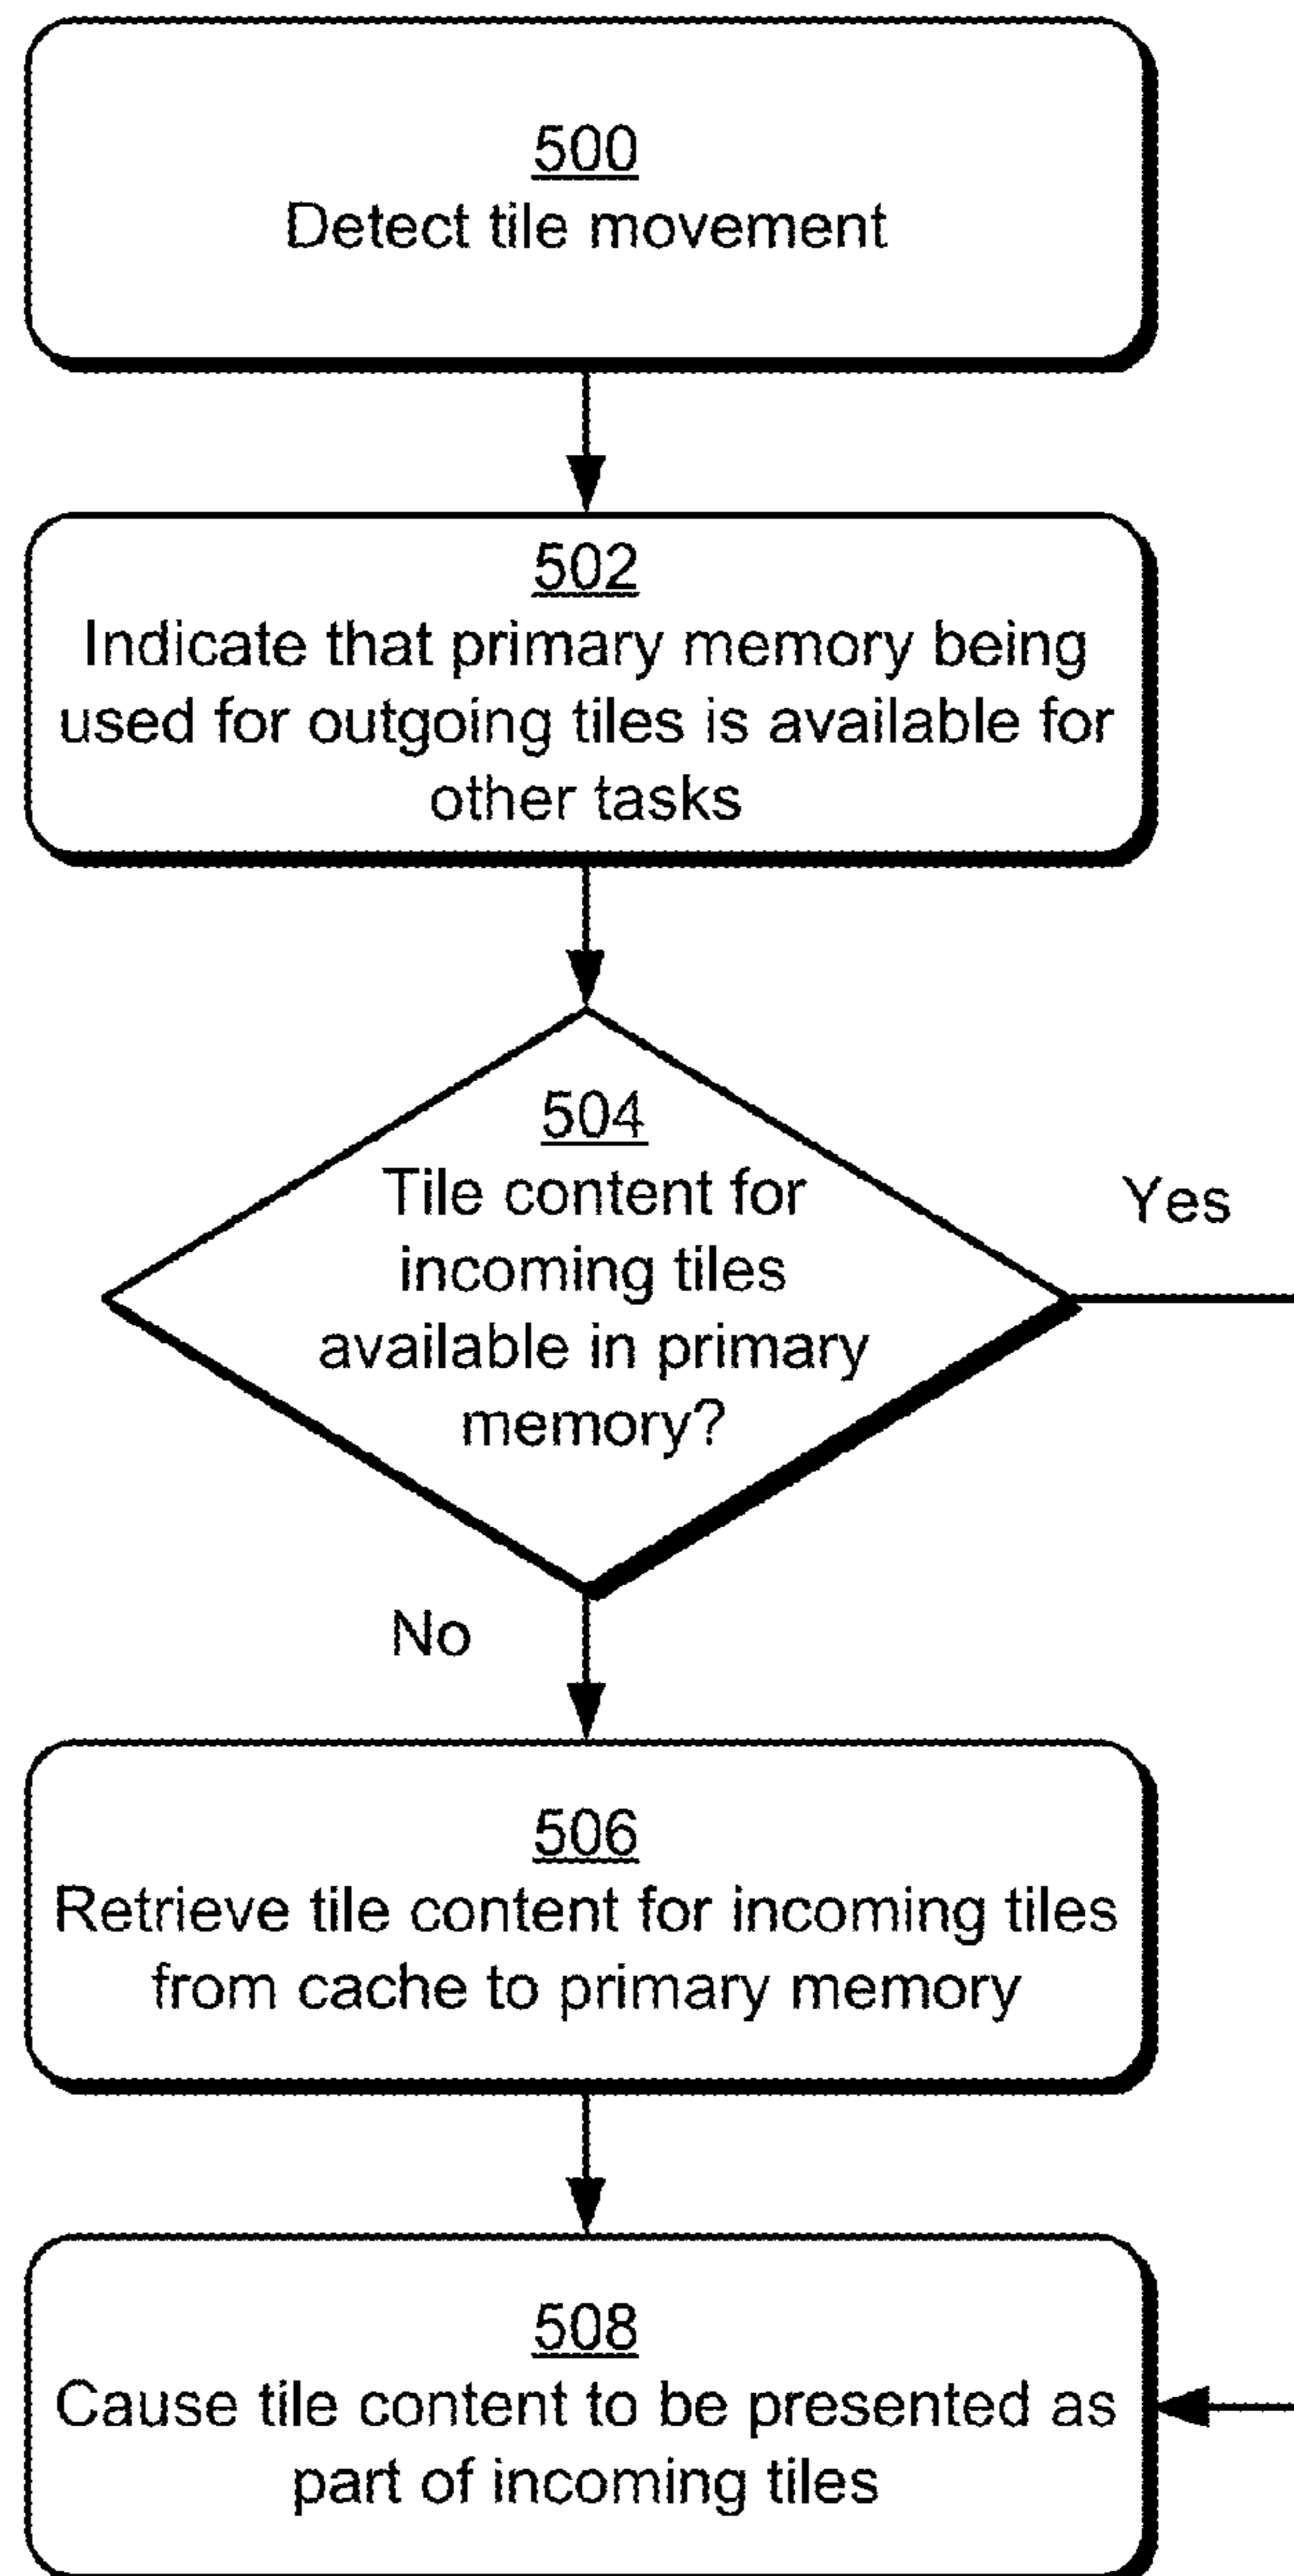 500
Detect tile movement
502
Indicate that primary memory being
used for outgoing tiles is available for
other tasks
504
Tile content for
incoming tiles
available in primary
memory?
Yes
No
506
Retrieve tile content for incoming tiles
from cache to primary memory
508
Cause tile content to be presented as
part of incoming tiles